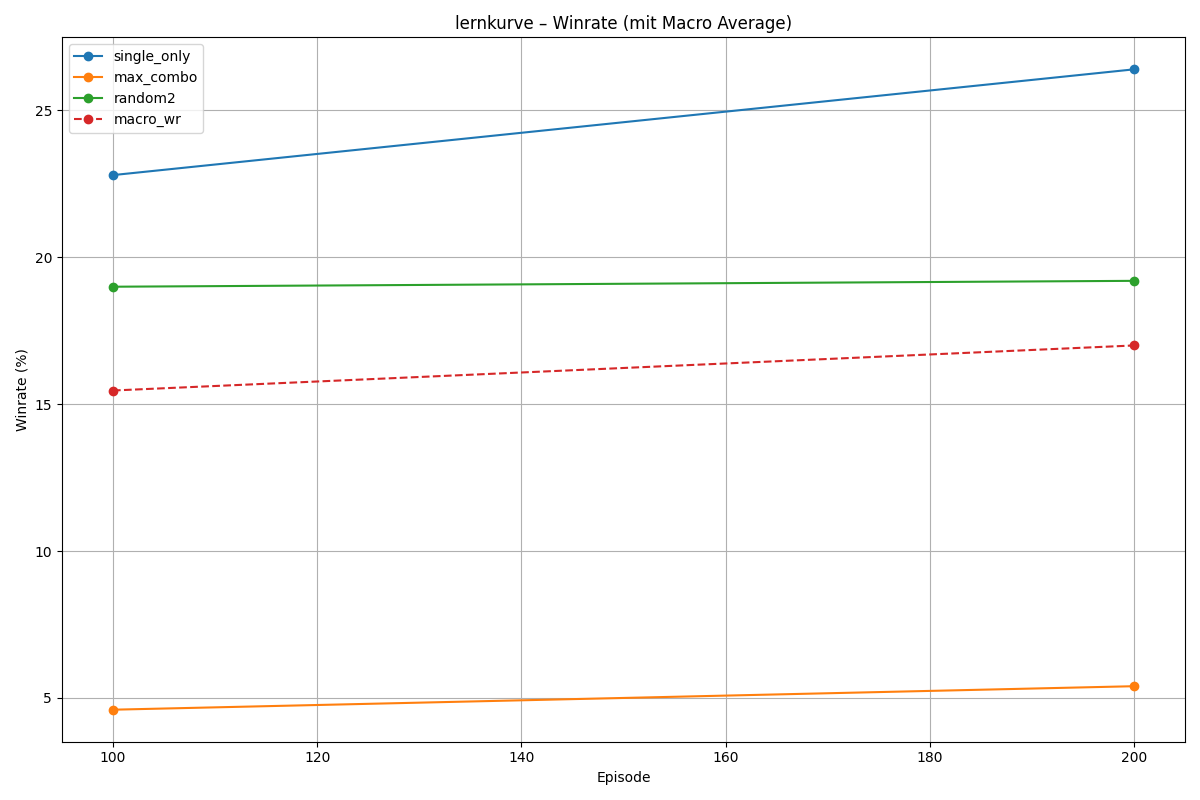 lernkurve – Winrate (mit Macro Average)
single_only
max_combo
random2
macro_wr
Winrate (%)
25
20
15
10
5
100 120 140 160 180 200
Episode